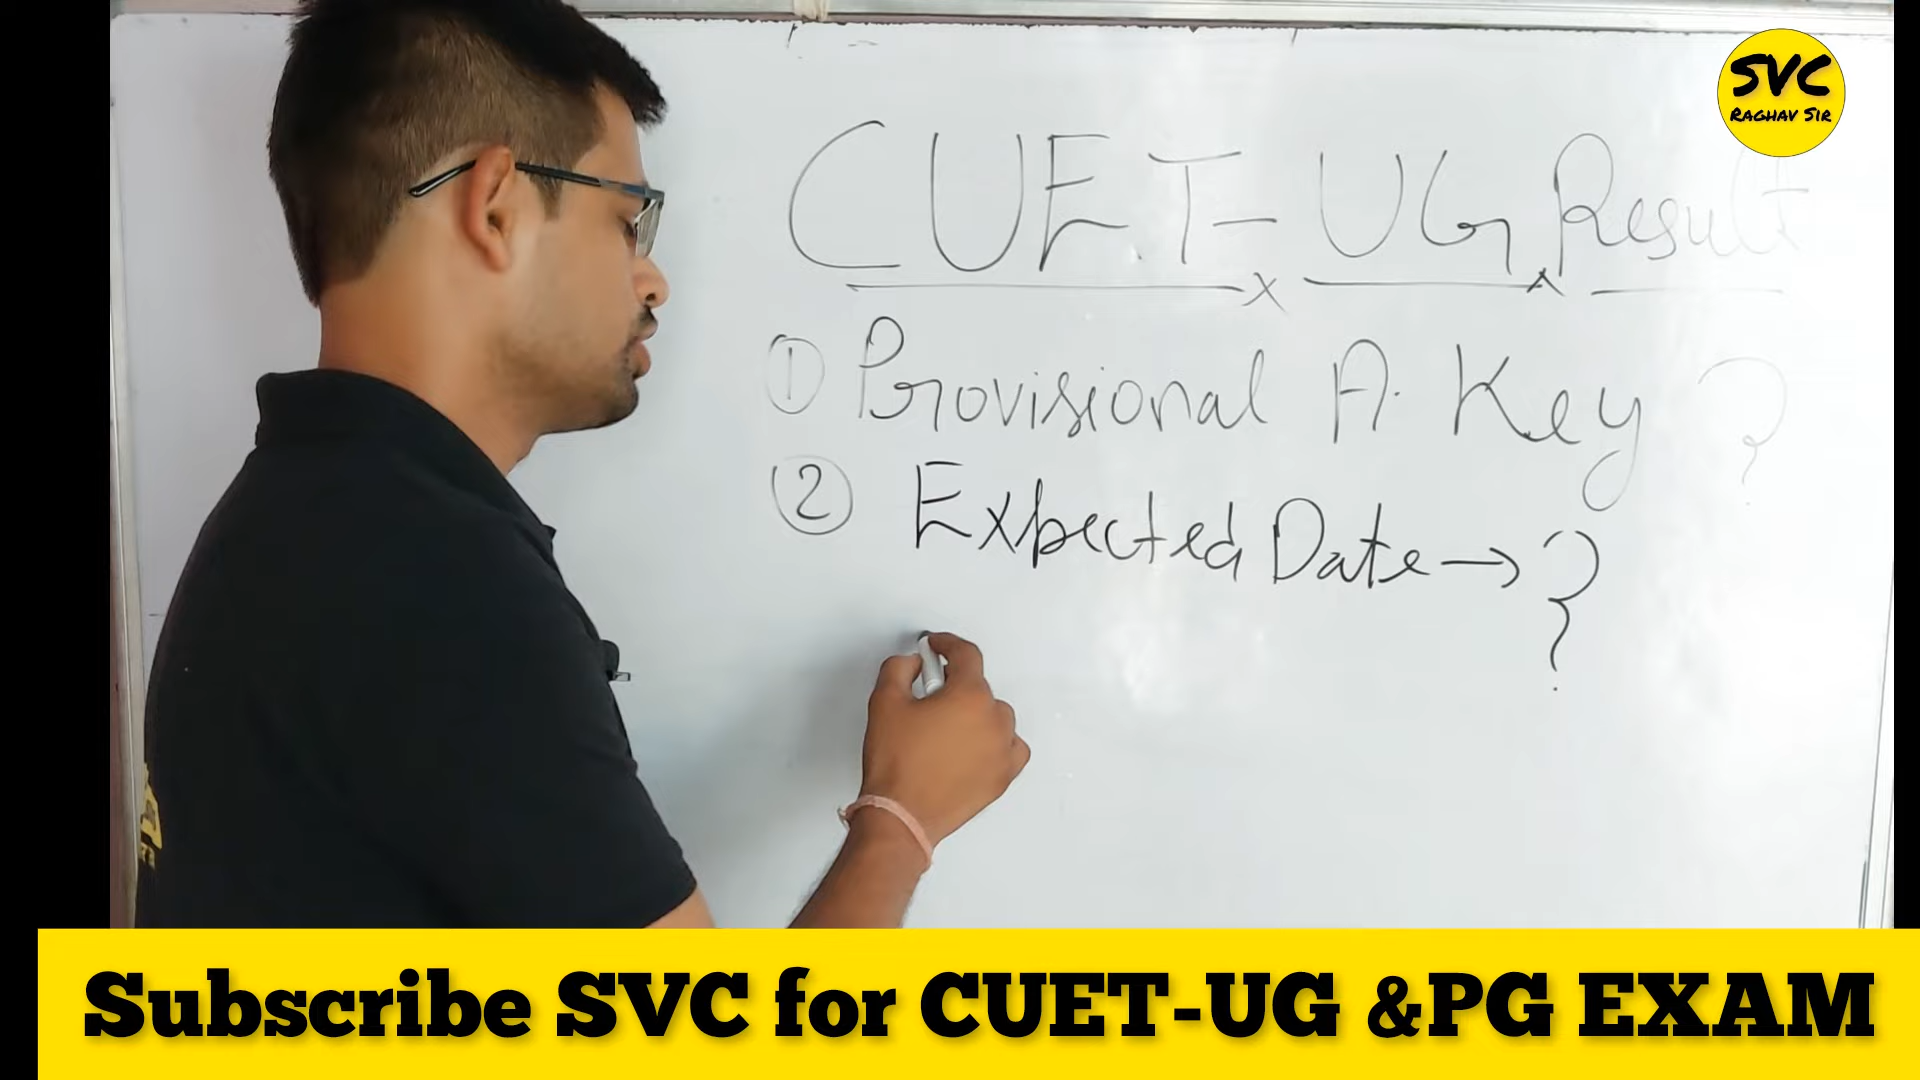 SVC
RAGHAV SIR
CUET-UG Result
① Provisional A. Key ?
② Expected Date → ?
Subscribe SVC for CUET-UG &PG EXAM